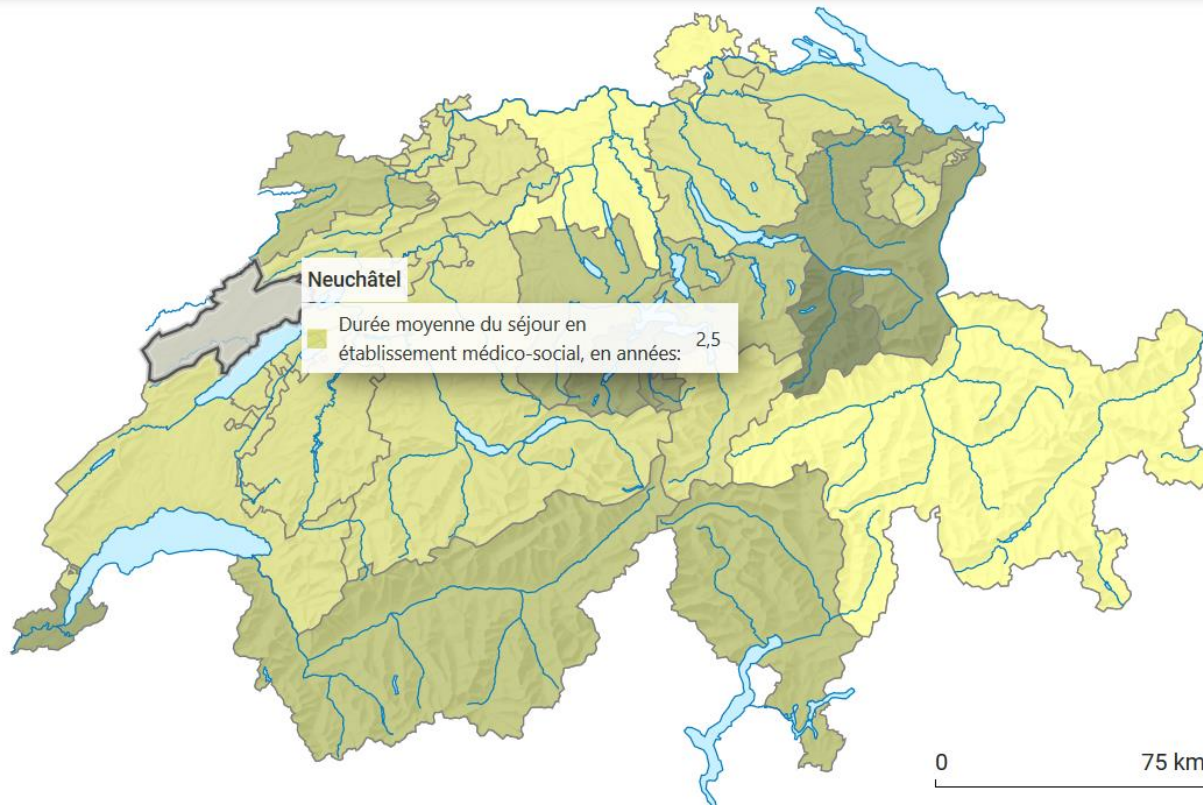 Neuchâtel
Durée moyenne du séjour en
établissement médico-social, en années: 2,5
0 75 km